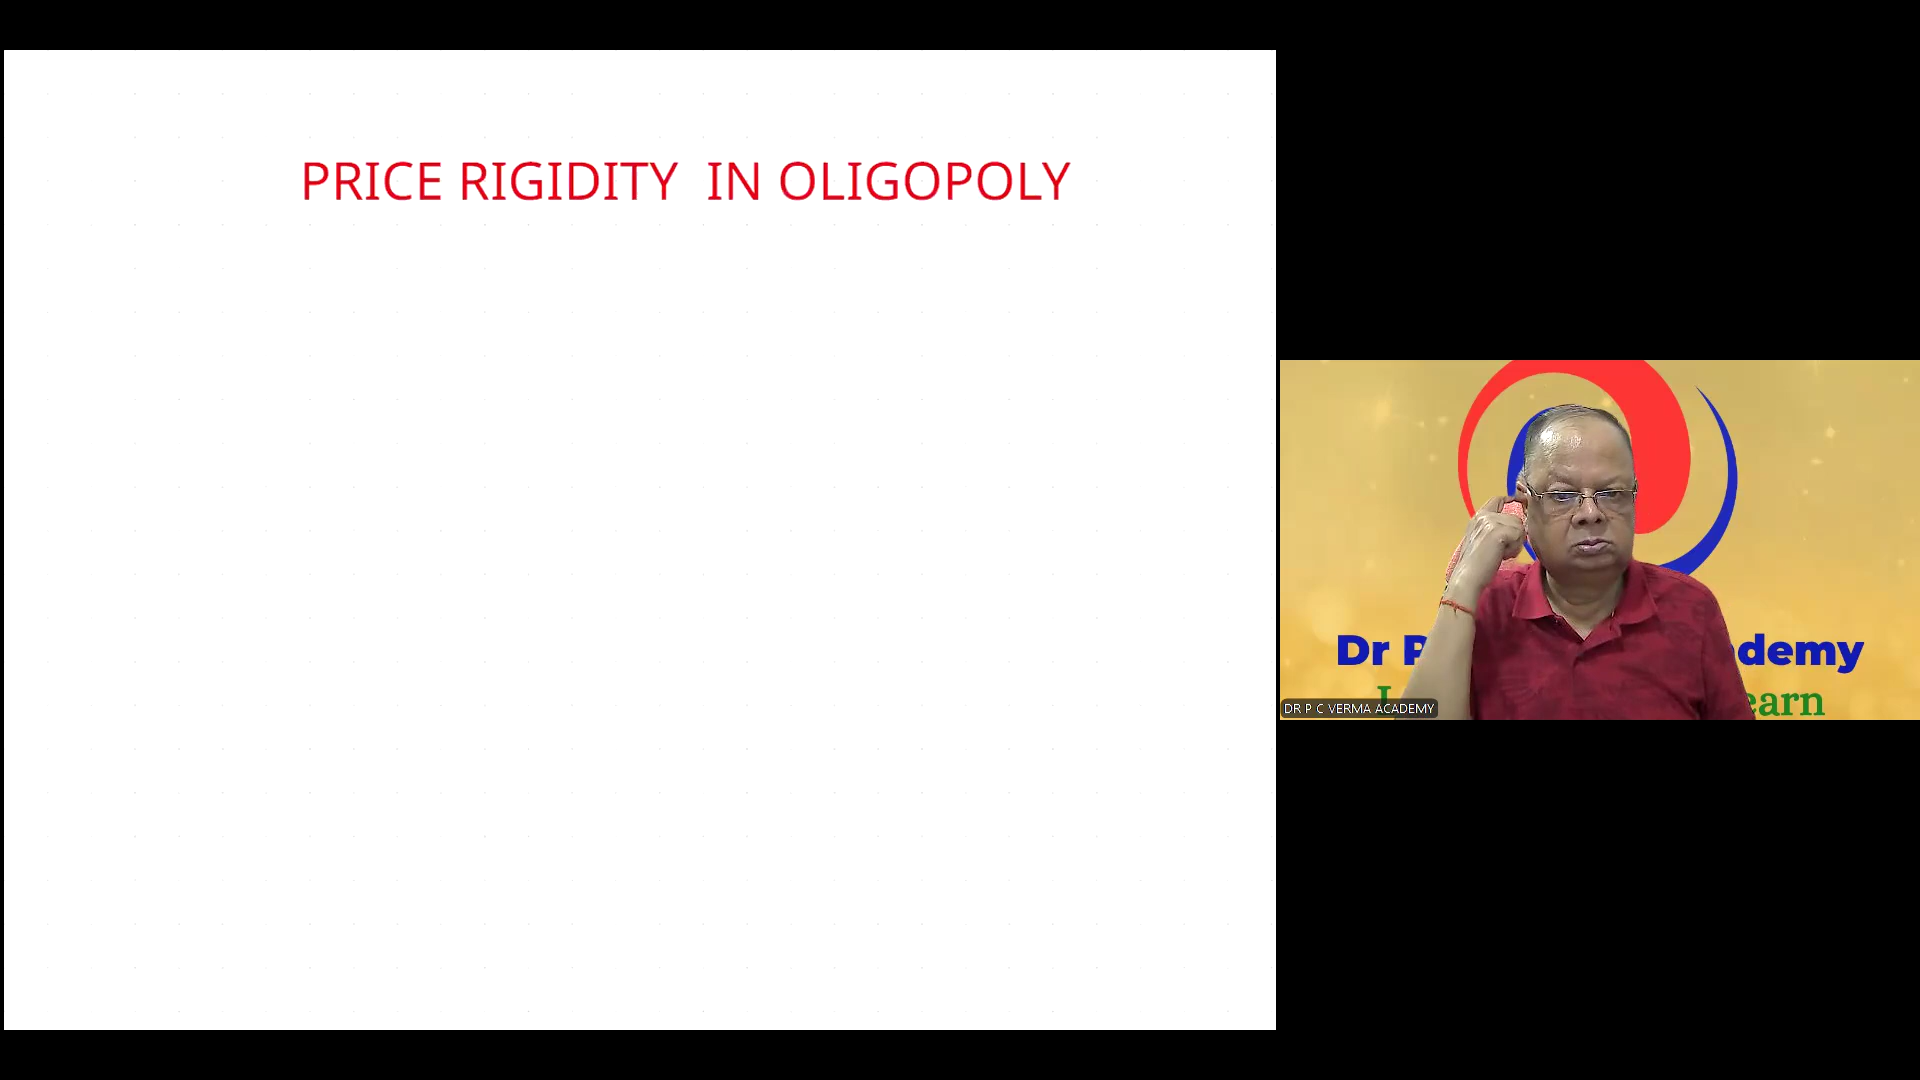 PRICE RIGIDITY IN OLIGOPOLY
Dr P
demy
earn
DR P C VERMA ACADEMY